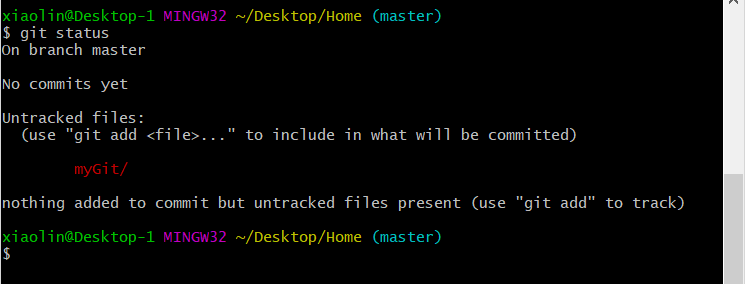 xiaolin@Desktop-1 MINGW32 ~/Desktop/Home (master)
$ git status
On branch master
No commits yet
Untracked files:
(use "git add <file>..." to include in what will be committed)
myGit/
nothing added to commit but untracked files present (use "git add" to track)
xiaolin@Desktop-1 MINGW32 ~/Desktop/Home (master)
$